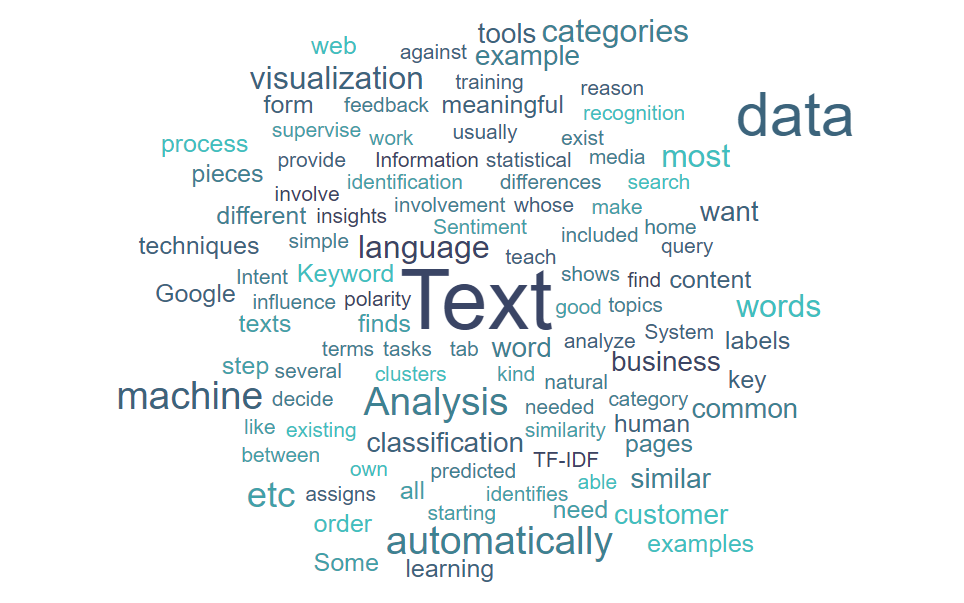 tools categories
web against example
visualization training reason
form feedback meaningful recognition data
supervise work usually exist
process provide Information statistical media most
pieces identification differences search
involve involvement whose make want
different insights Sentiment included home
techniques simple language teach query
Intent Keyword Text shows find content
Google influence polarity good topics words
texts finds analyze System labels
terms tasks tab word business
step several clusters kind natural key
machine decide Analysis needed category common
like existing classification similarity human pages
between own predicted TF-IDF similar
etc assigns all identifies able
order starting need customer
automatically examples
Some learning